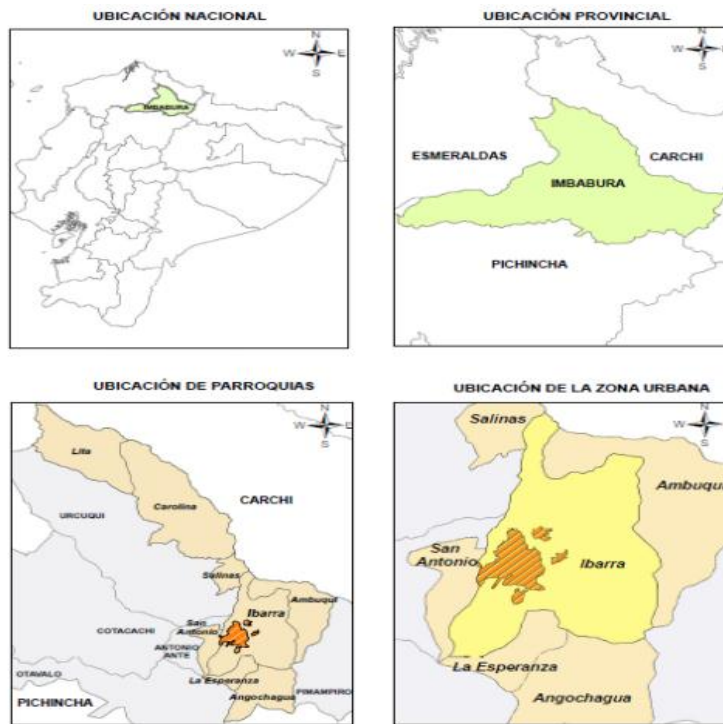 UBICACIÓN NACIONAL
N
W E
S
IMBABURA
UBICACIÓN PROVINCIAL
N
W
S
ESMERALDAS
CARCHI
IMBABURA
PICHINCHA
UBICACIÓN DE PARROQUIAS
N
W E
S
Lita
Carolina
CARCHI
URCUQUI
Salinas
Ambuqui
Ibarra
San
Antonio
COTACACHI
ANTONIO
ANTE
OTAVALO
La Esperanza
Angochagua
PIMAMPIRO
PICHINCHA
UBICACIÓN DE LA ZONA URBANA
N
W
S
Salinas
Ambuqui
San
Antonio
Ibarra
La Esperanza
Angochagua